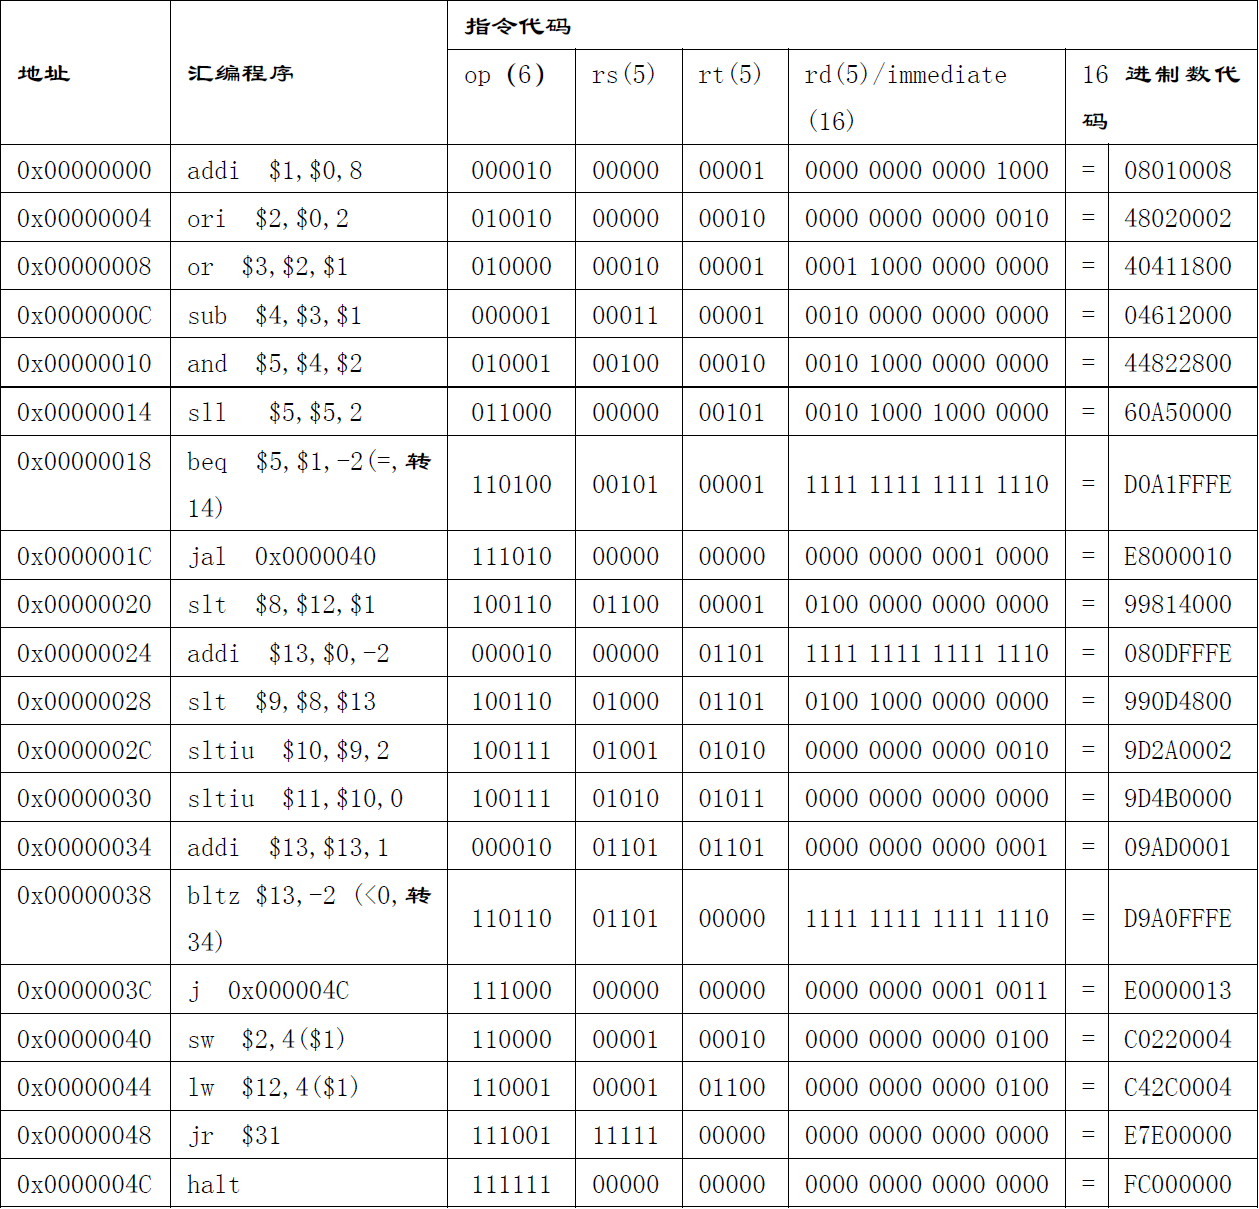 地址 汇编程序 指令代码
op (6) rs(5) rt(5) rd(5)/immediate (16) 16 进制数代码
0x00000000 addi $1,$0,8 000010 00000 00001 0000 0000 0000 1000 = 08010008
0x00000004 ori $2,$0,2 010010 00000 00010 0000 0000 0000 0010 = 48020002
0x00000008 or $3,$2,$1 010000 00010 00001 0001 1000 0000 0000 = 40411800
0x0000000C sub $4,$3,$1 000001 00011 00001 0010 0000 0000 0000 = 04612000
0x00000010 and $5,$4,$2 010001 00100 00010 0010 1000 0000 0000 = 44822800
0x00000014 sll $5,$5,2 011000 00000 00101 0010 1000 1000 0000 = 60A50000
0x00000018 beq $5,$1,-2(=,转14) 110100 00101 00001 1111 1111 1111 1110 = D0A1FFFE
0x0000001C jal 0x0000040 111010 00000 00000 0000 0000 0001 0000 = E8000010
0x00000020 slt $8,$12,$1 100110 01100 00001 0100 0000 0000 0000 = 99814000
0x00000024 addi $13,$0,-2 000010 00000 01101 1111 1111 1111 1110 = 080DFFFE
0x00000028 slt $9,$8,$13 100110 01000 01101 0100 1000 0000 0000 = 990D4800
0x0000002C sltiu $10,$9,2 100111 01001 01010 0000 0000 0000 0010 = 9D2A0002
0x00000030 sltiu $11,$10,0 100111 01010 01011 0000 0000 0000 0000 = 9D4B0000
0x00000034 addi $13,$13,1 000010 01101 01101 0000 0000 0000 0001 = 09AD0001
0x00000038 bltz $13,-2 (<0,转34) 110110 01101 00000 1111 1111 1111 1110 = D9A0FFFE
0x0000003C j 0x000004C 111000 00000 00000 0000 0000 0001 0011 = E0000013
0x00000040 sw $2,4($1) 110000 00001 00010 0000 0000 0000 0100 = C0220004
0x00000044 lw $12,4($1) 110001 00001 01100 0000 0000 0000 0100 = C42C0004
0x00000048 jr $31 111001 11111 00000 0000 0000 0000 0000 = E7E00000
0x0000004C halt 111111 00000 00000 0000 0000 0000 0000 = FC000000